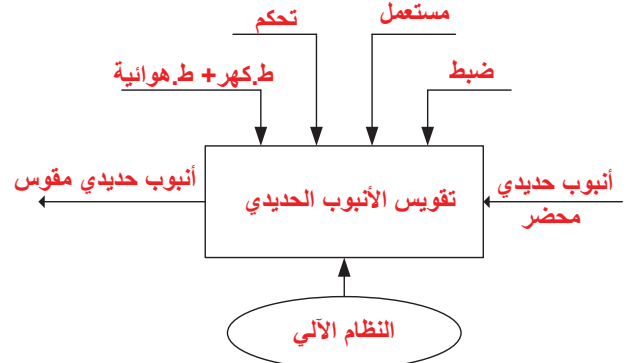 مستعمل
تحكم
ضبط
ط.كهر+ ط.هوائية
أنبوب حديدي
محضر
تقويس الأنبوب الحديدي
أنبوب حديدي مقوس
النظام الآلي